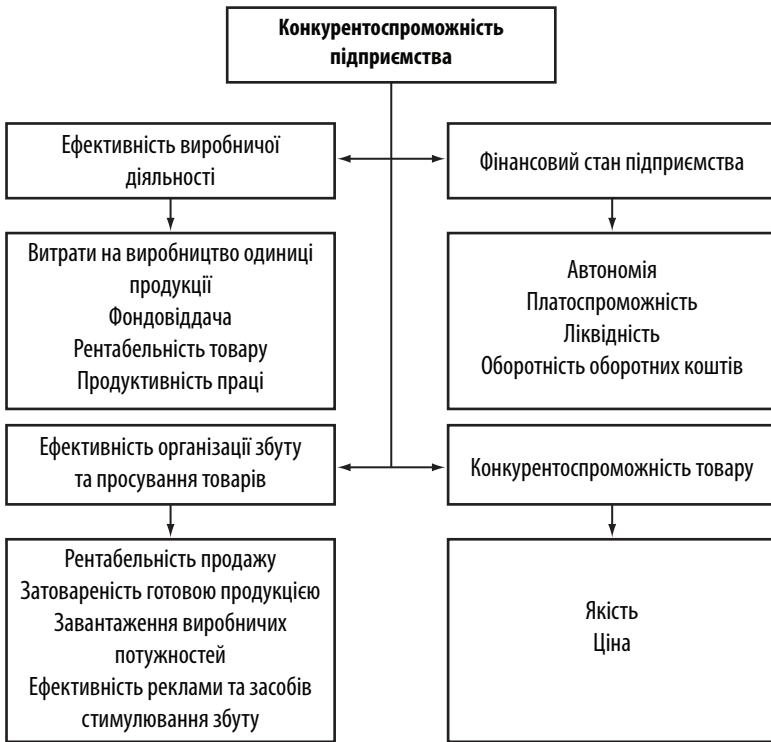 Конкурентоспроможність
підприємства
Ефективність виробничої
діяльності
Фінансовий стан підприємства
Витрати на виробництво одиниці
продукції
Фондовіддача
Рентабельність товару
Продуктивність праці
Автономія
Платоспроможність
Ліквідність
Оборотність оборотних коштів
Ефективність організації збуту
та просування товарів
Конкурентоспроможність товару
Рентабельність продажу
Затовареність готовою продукцією
Завантаження виробничих
потужностей
Ефективність реклами та засобів
стимулювання збуту
Якість
Ціна